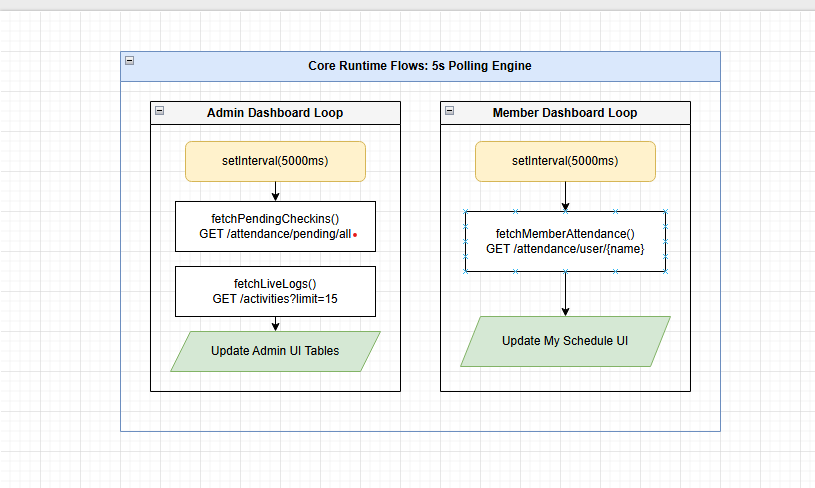 Core Runtime Flows: 5s Polling Engine
Admin Dashboard Loop
setInterval(5000ms)
fetchPendingCheckins()
GET /attendance/pending/all
fetchLiveLogs()
GET /activities?limit=15
Update Admin UI Tables
Member Dashboard Loop
setInterval(5000ms)
fetchMemberAttendance()
GET /attendance/user/{name}
Update My Schedule UI